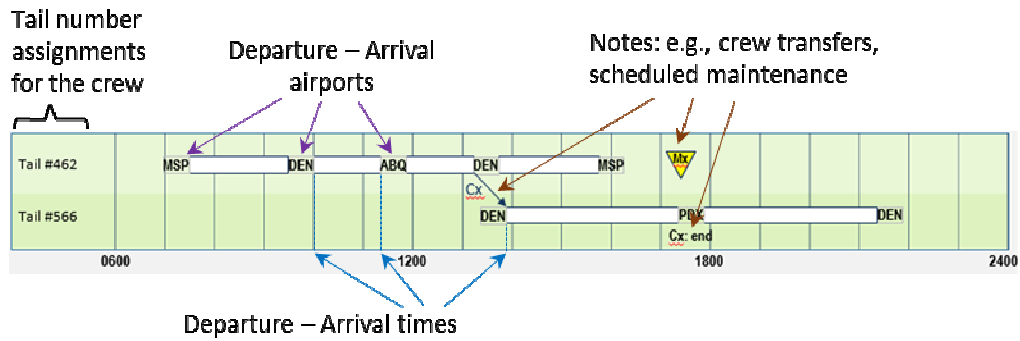 Tail number
assignments
for the crew
Departure – Arrival
airports
Notes: e.g., crew transfers,
scheduled maintenance
Tail #462
MSP
DEN
ABQ
DEN
MSP
Mx
Cx
Tail #566
DEN
PDX
DEN
Cx: end
0600
1200
1800
2400
Departure – Arrival times